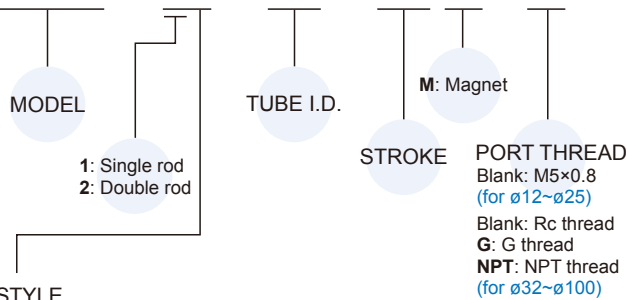 MODEL
1: Single rod
2: Double rod
TUBE I.D.
STROKE
M: Magnet
PORT THREAD
Blank: M5×0.8
(for ø12~ø25)
Blank: Rc thread
G: G thread
NPT: NPT thread
(for ø32~ø100)
STYLE